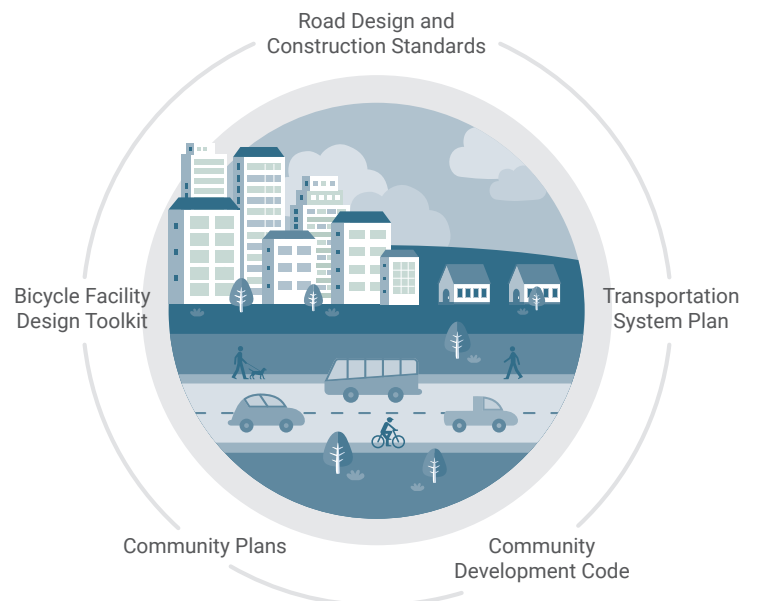 Road Design and
Construction Standards
Bicycle Facility
Design Toolkit
Transportation
System Plan
Community Plans
Community
Development Code